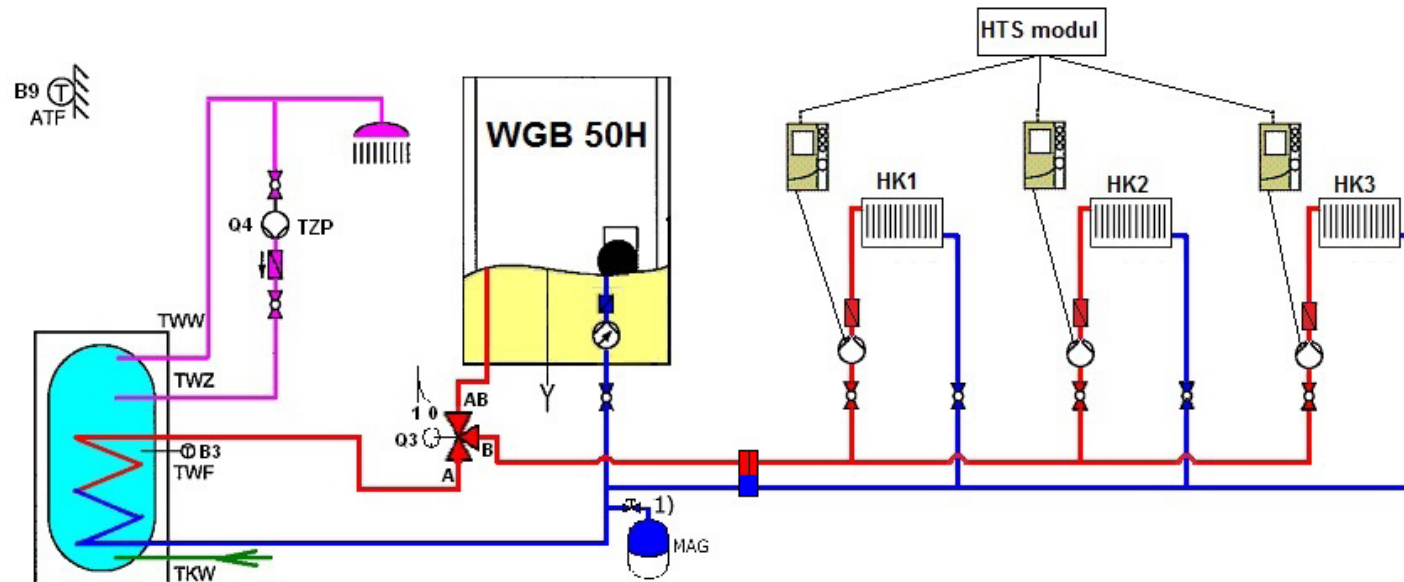 HTS modul
B9 T
ATF
WGB 50H
HK1
HK2
HK3
Q4
TZP
TWW
TWZ
AB
1 0
Q3
B
A
T B3
TWF
Y
1)
MAG
TKW